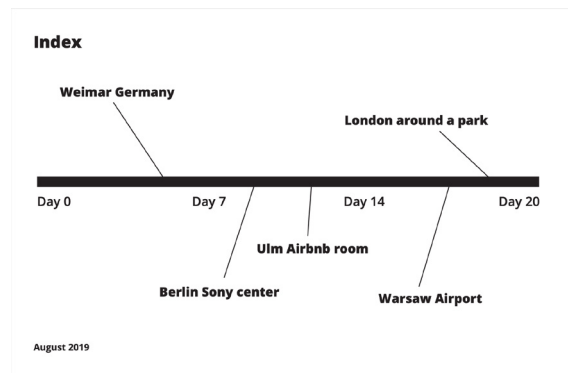 Index
Weimar Germany
London around a park
Day 0
Day 7
Day 14
Day 20
Ulm Airbnb room
Berlin Sony center
Warsaw Airport
August 2019